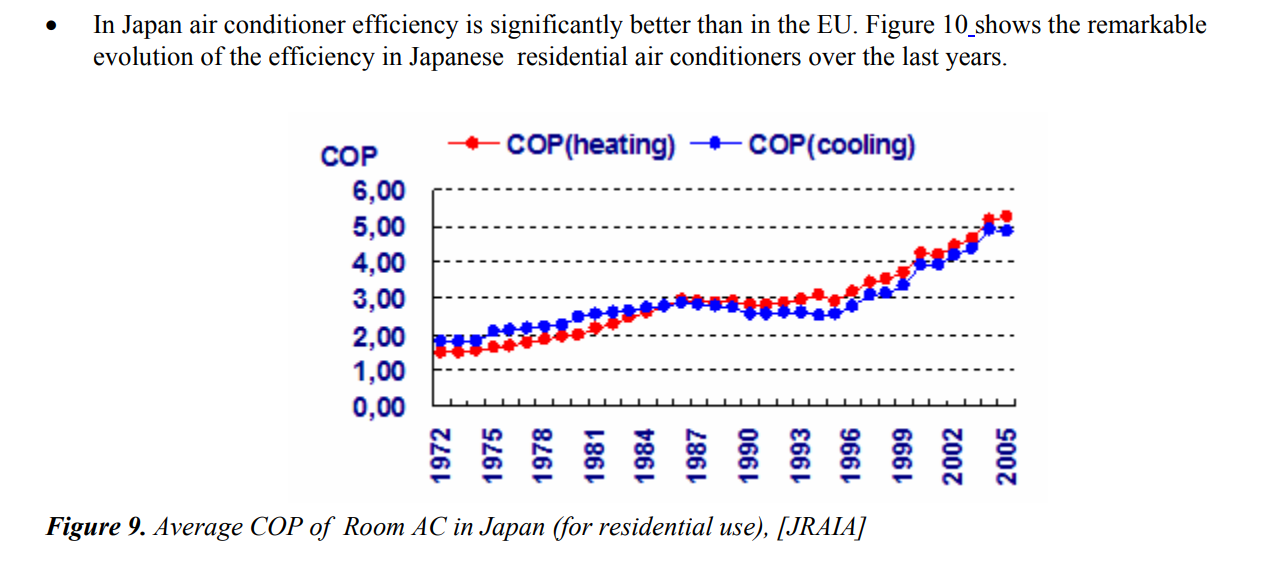 • In Japan air conditioner efficiency is significantly better than in the EU. Figure 10 shows the remarkable
evolution of the efficiency in Japanese residential air conditioners over the last years.
COP
COP(heating) COP(cooling)
6,00
5,00
4,00
3,00
2,00
1,00
0,00
1972 1975 1978 1981 1984 1987 1990 1993 1996 1999 2002 2005
Figure 9. Average COP of Room AC in Japan (for residential use), [JRAIA]